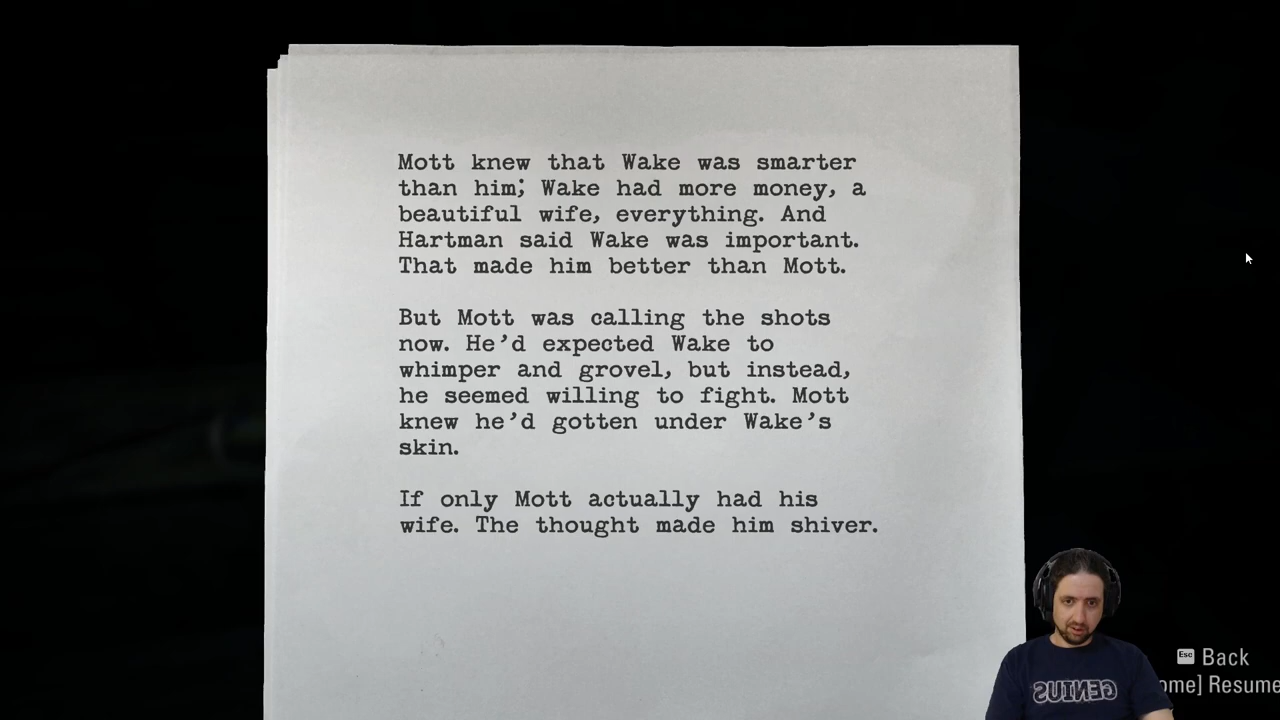 Mott knew that Wake was smarter
than him; Wake had more money, a
beautiful wife, everything. And
Hartman said Wake was important.
That made him better than Mott.
But Mott was calling the shots
now. He’d expected Wake to
whimper and grovel, but instead,
he seemed willing to fight. Mott
knew he’d gotten under Wake’s
skin.
If only Mott actually had his
wife. The thought made him shiver.
GENIUS
Esc Back
ome] Resume